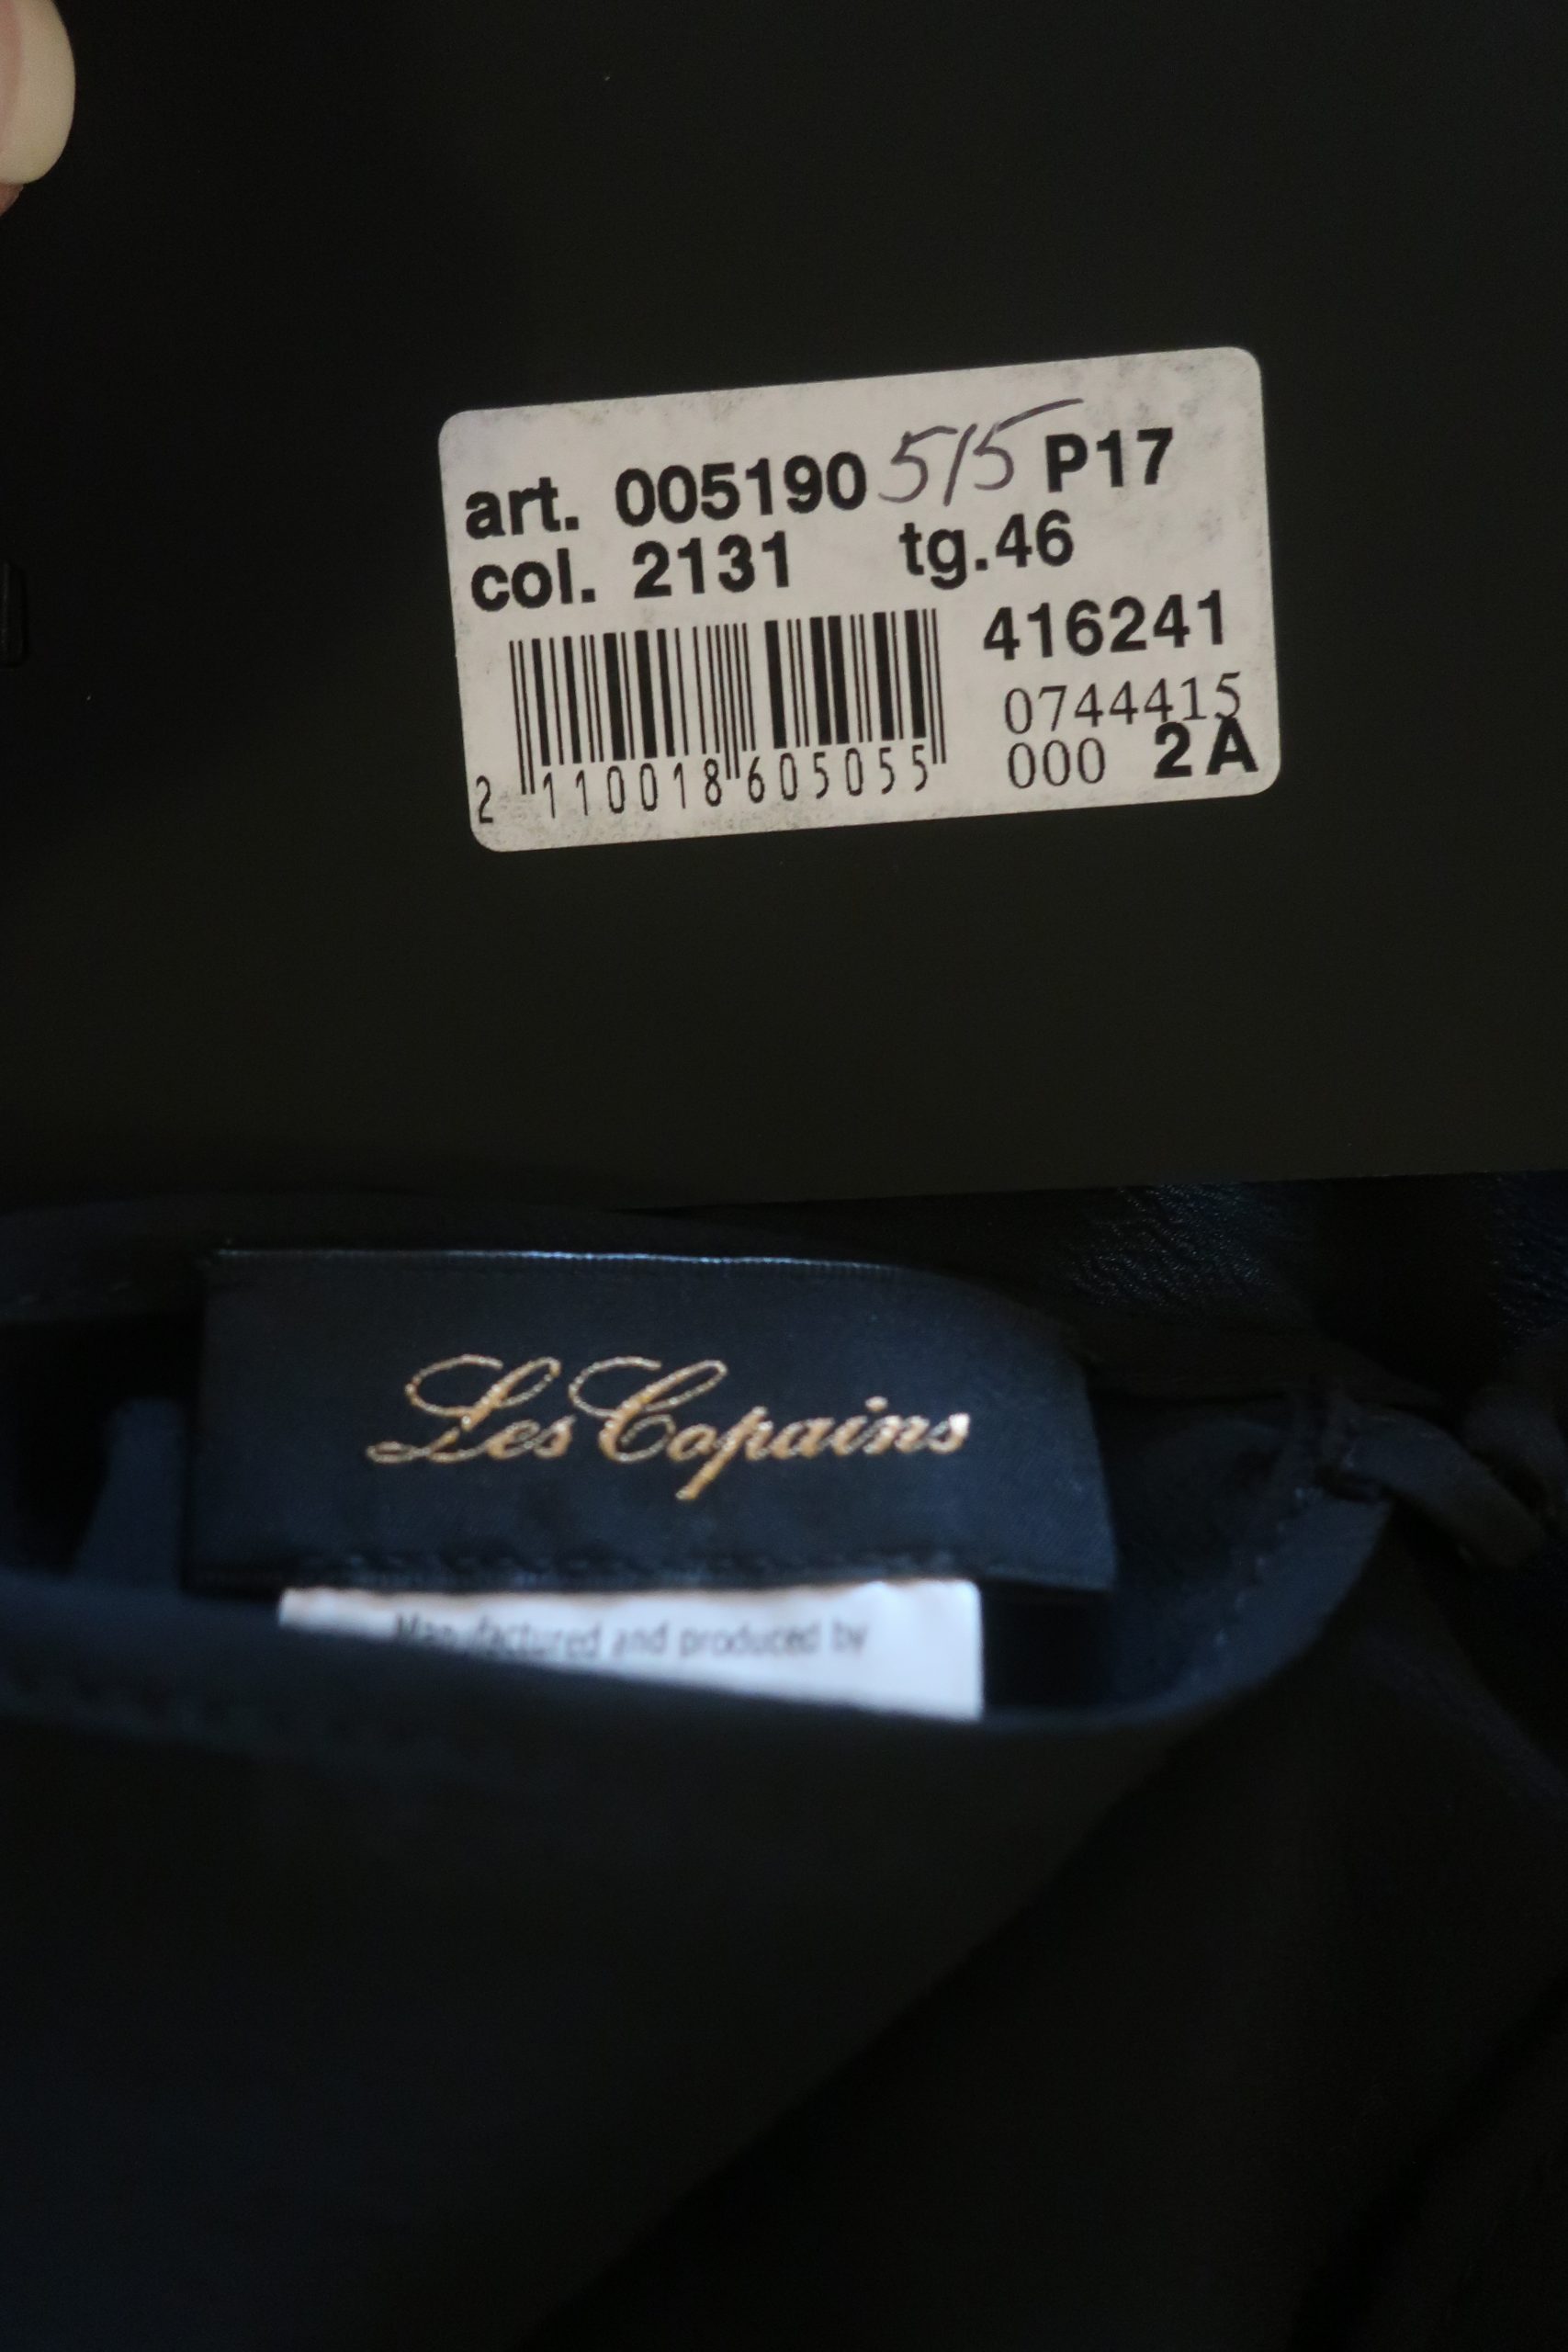 art. 005190 515 P17
col. 2131 tg.46
416241
0744415
000 2A
2 110018 605055
Les Copains
Manufactured and produced by